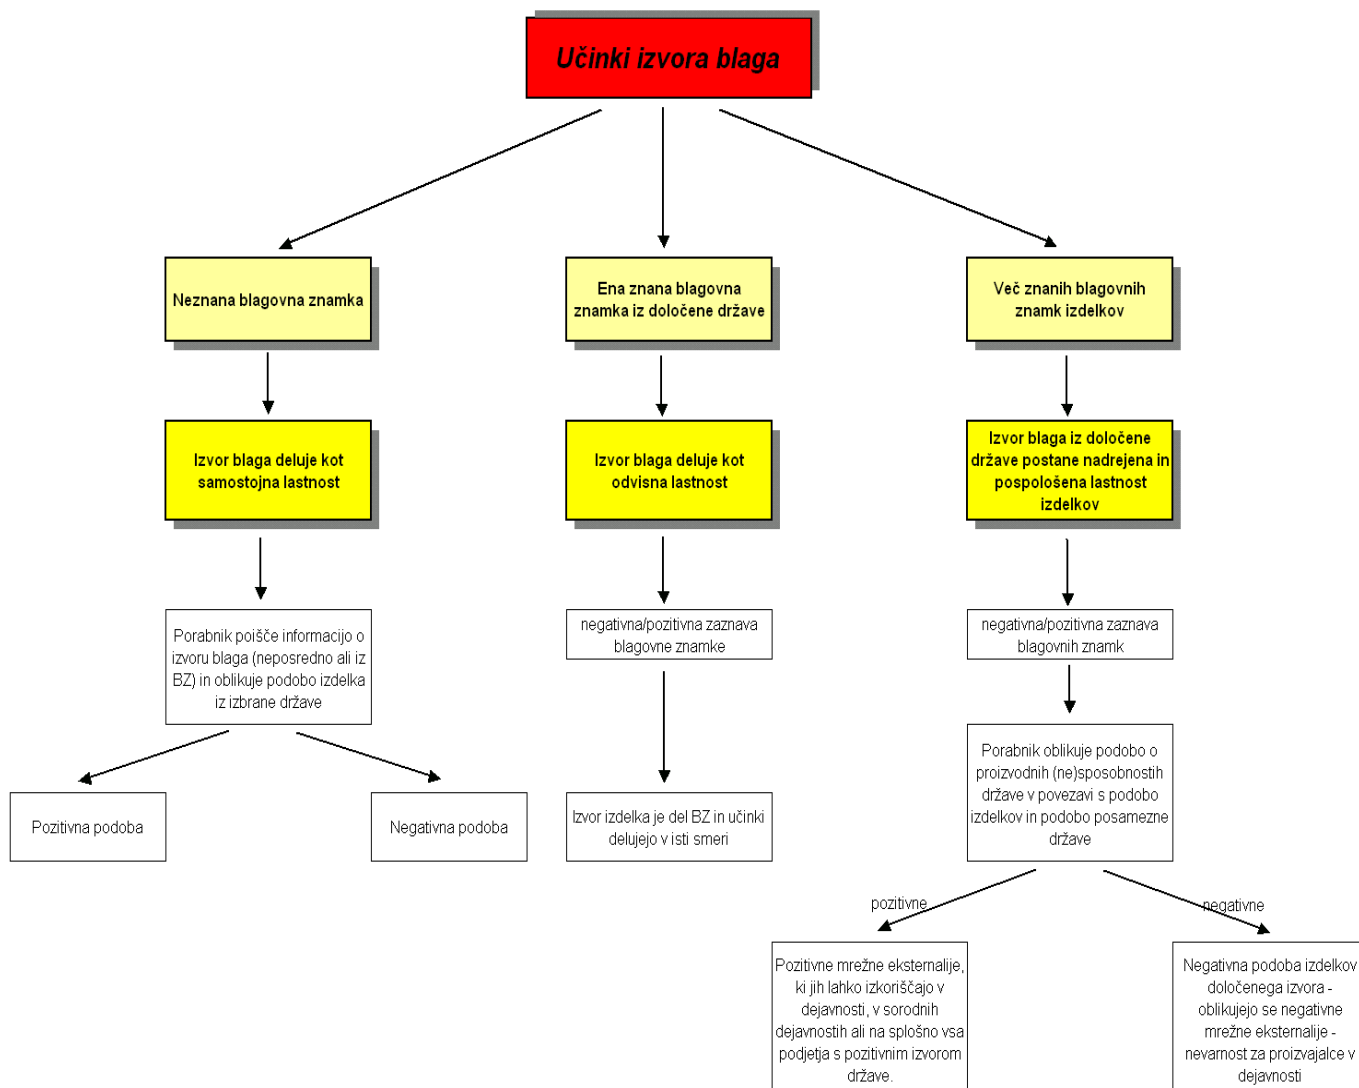 Učinki izvora blaga
Neznana blagovna znamka
Ena znana blagovna
znamka iz določene države
Več znanih blagovnih
znamk izdelkov
Izvor blaga deluje kot
samostojna lastnost
Izvor blaga deluje kot
odvisna lastnost
Izvor blaga iz določene
države postane nadrejena in
pospološena lastnost
izdelkov
Porabnik poišče informacijo o
izvoru blaga (neposredno ali iz
BZ) in oblikuje podobo izdelka
iz izbrane države
negativna/pozitivna zaznava
blagovne znamke
negativna/pozitivna zaznava
blagovnih znamk
Pozitivna podoba
Negativna podoba
Izvor izdelka je del BZ in učinki
delujejo v isti smeri
Porabnik oblikuje podobo o
proizvodnih (ne)sposobnostih
države v povezavi s podobo
izdelkov in podobo posamezne
države
pozitivne
negativne
Pozitivne mrežne eksternalije,
ki jih lahko izkoriščajo v
dejavnosti, v sorodnih
dejavnostih ali na splošno vsa
podjetja s pozitivnim izvorom
države.
Negativna podoba izdelkov
določenega izvora -
oblikujejo se negativne
mrežne eksternalije -
nevarnost za proizvajalce v
dejavnosti